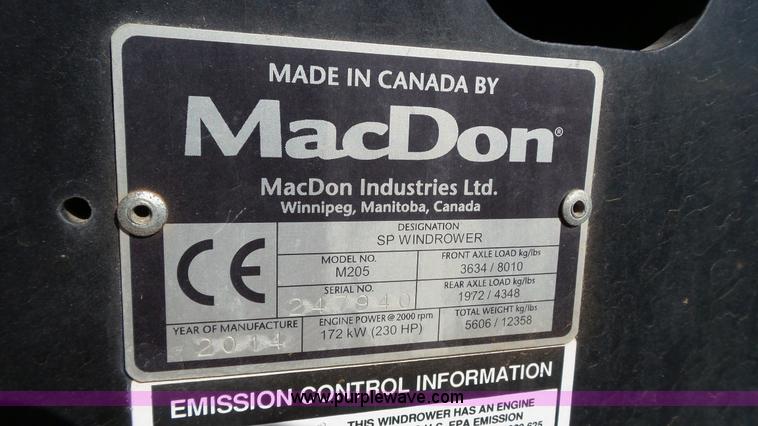 MADE IN CANADA BY
MacDon®
MacDon Industries Ltd.
Winnipeg, Manitoba, Canada
CE
DESIGNATION
SP WINDROWER
MODEL NO.
M205
FRONT AXLE LOAD kg/lbs
3634 / 8010
SERIAL NO.
247940
REAR AXLE LOAD kg/lbs
1972 / 4348
YEAR OF MANUFACTURE
2014
ENGINE POWER @ 2000 rpm
172 kW (230 HP)
TOTAL WEIGHT kg/lbs
5606 / 12358
EMISSION CONTROL INFORMATION
www.purplewave.com
THIS WINDROWER HAS AN ENGINE
U.S. EPA EMISSION